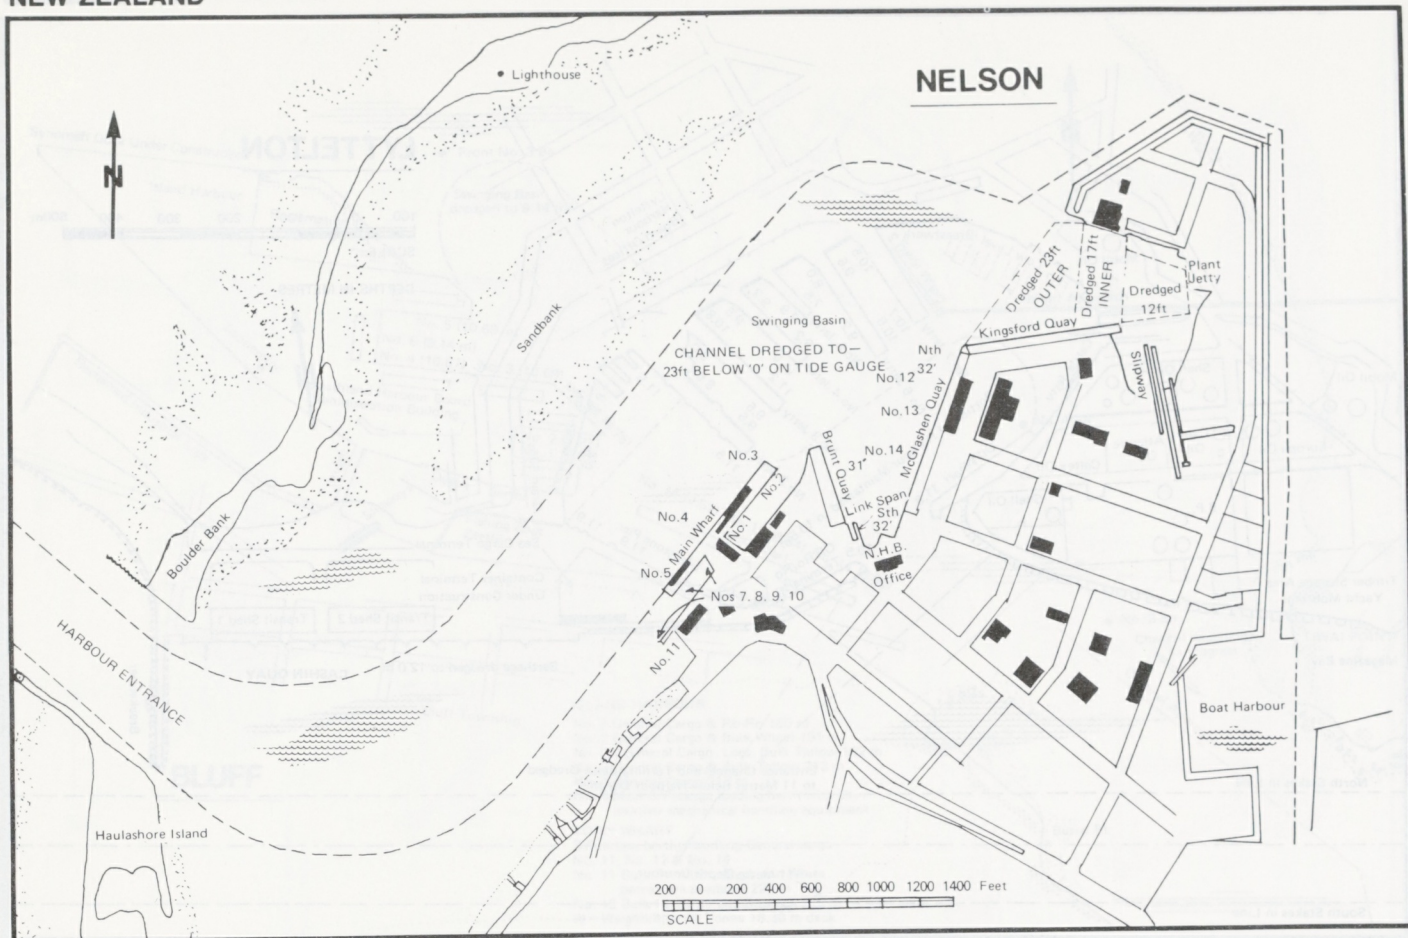 NEW ZEALAND
NELSON
Lighthouse
N
Sandbank
Boulder Bank
HARBOUR ENTRANCE
Haulashore Island
Swinging Basin
CHANNEL DREDGED TO—
23ft BELOW '0' ON TIDE GAUGE
Dredged 23ft
OUTER
Dredged 17ft
INNER
Dredged
12ft
Plant
Jetty
Kingsford Quay
Slipway
Nth
32'
No.12
No.13
No.14
McGlashen Quay
Brunt Quay
31'
Link Span
Sth
32'
N.H.B.
Office
No.3
No.2
No.1
No.4
Main Wharf
No.5
Nos 7. 8. 9. 10
No.11
Boat Harbour
200 0 200 400 600 800 1000 1200 1400 Feet
SCALE